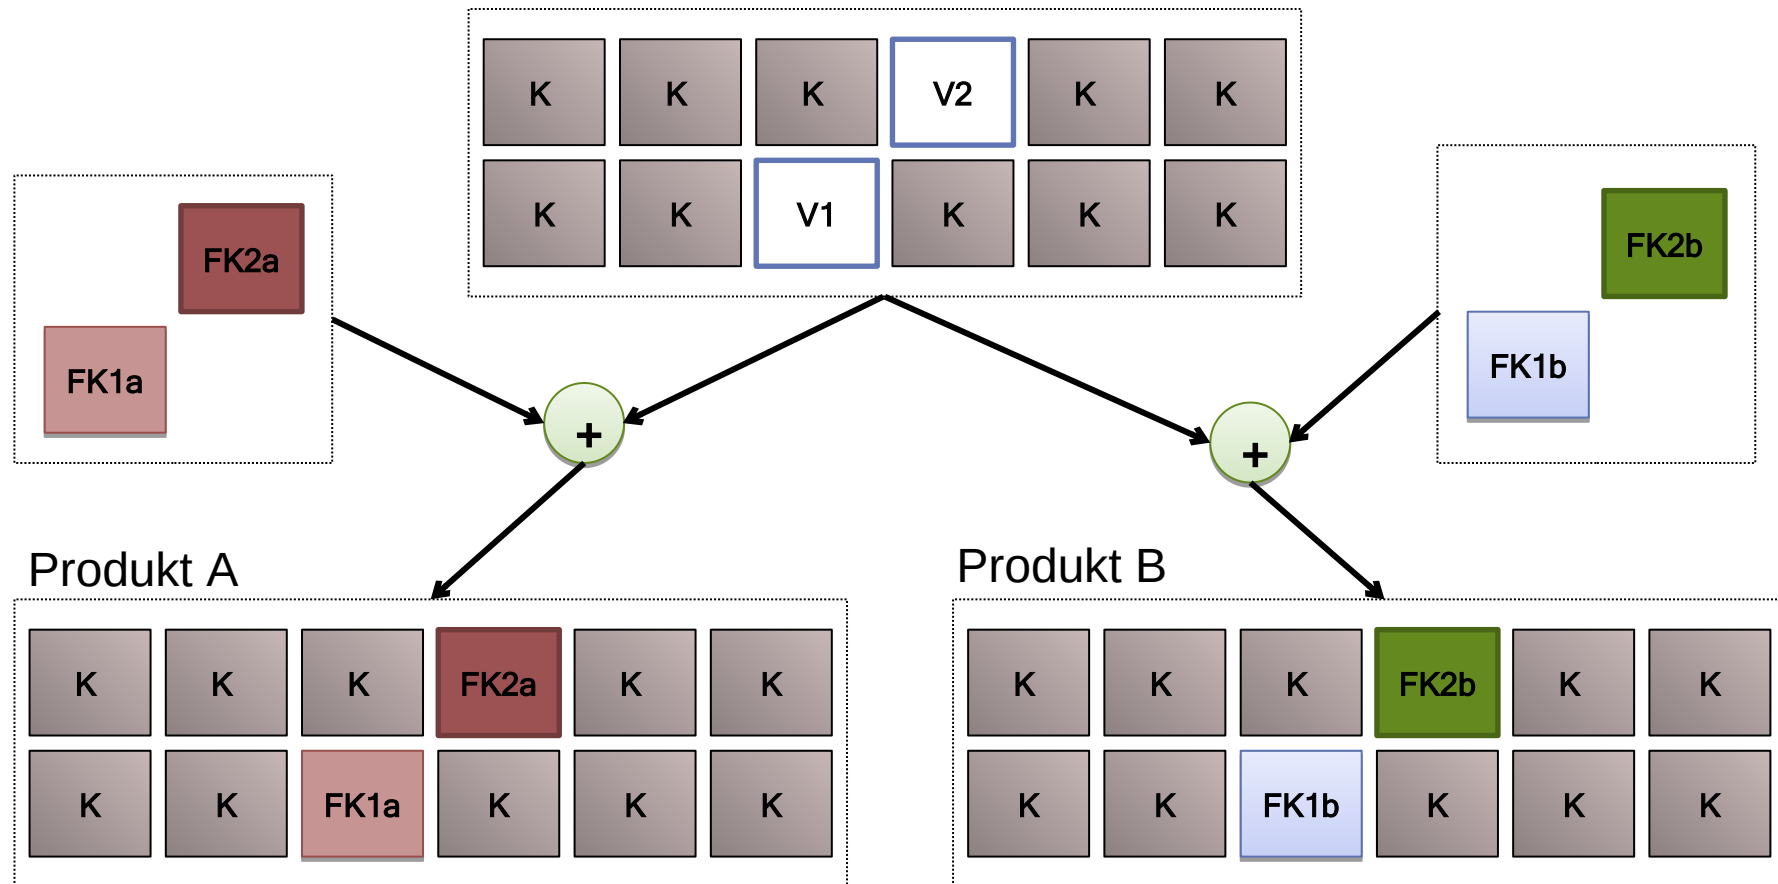 K K K V2 K K
K K V1 K K K
FK2a
FK1a
FK2b
FK1b
+
+
Produkt A
K K K FK2a K K
K K FK1a K K K
Produkt B
K K K FK2b K K
K K FK1b K K K